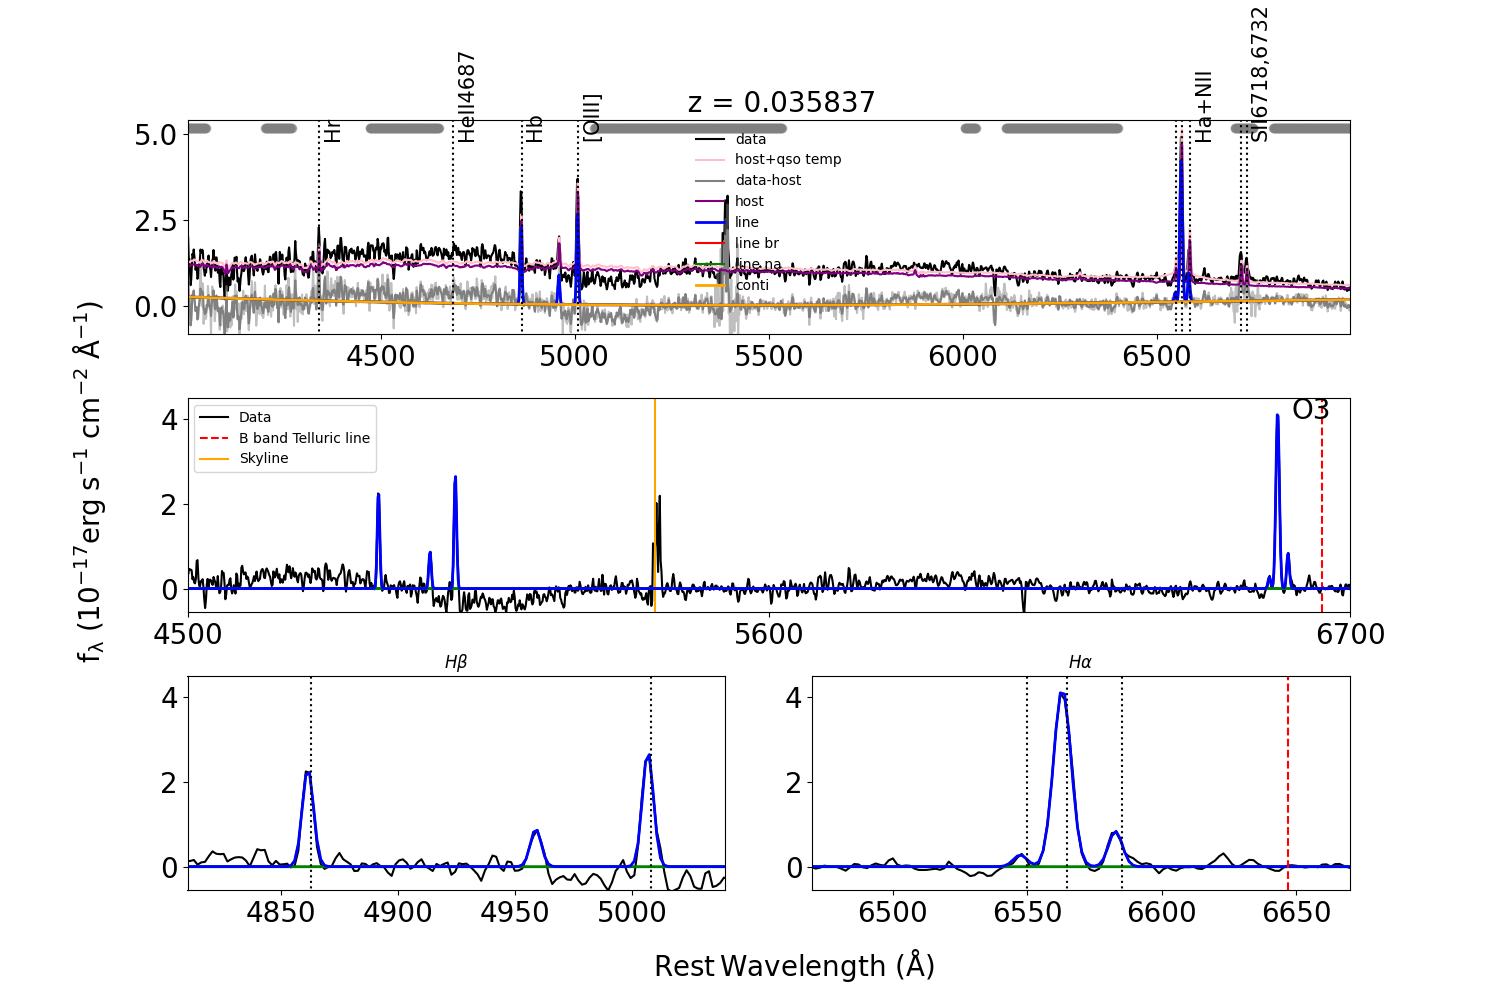 z = 0.035837
Hr
HeII4687
Hb
[OIII]
Ha+NII
SII6718,6732
data
host+qso temp
data-host
host
line
line br
line na
conti
5.0
2.5
0.0
4500 5000 5500 6000 6500
fλ (10⁻¹⁷erg s⁻¹ cm⁻² Å⁻¹)
Data
B band Telluric line
Skyline
O3
4
2
0
4500 5600 6700
Hβ
4
2
0
4850 4900 4950 5000
Hα
4
2
0
6500 6550 6600 6650
Rest Wavelength (Å)